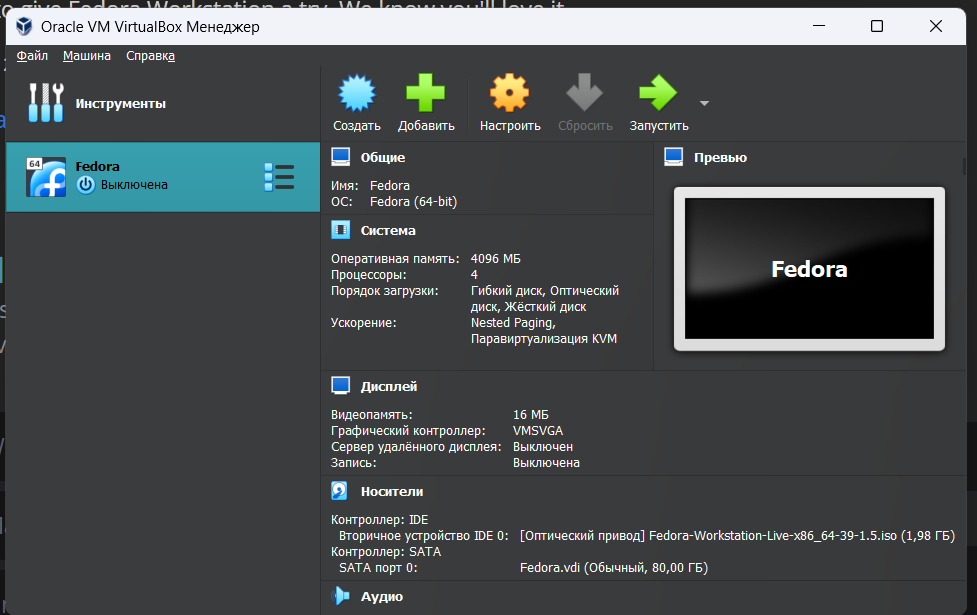 to give Fedora Workstation a try. We know you'll love it
Oracle VM VirtualBox Менеджер
Файл Машина Справка
Инструменты
Создать Добавить Настроить Сбросить Запустить
64
Fedora
Выключена
Общие
Имя: Fedora
ОС: Fedora (64-bit)
Система
Оперативная память: 4096 МБ
Процессоры: 4
Порядок загрузки: Гибкий диск, Оптический
диск, Жёсткий диск
Ускорение: Nested Paging,
Паравиртуализация KVM
Превью
Fedora
Дисплей
Видеопамять: 16 МБ
Графический контроллер: VMSVGA
Сервер удалённого дисплея: Выключен
Запись: Выключена
Носители
Контроллер: IDE
Вторичное устройство IDE 0: [Оптический привод] Fedora-Workstation-Live-x86_64-39-1.5.iso (1,98 ГБ)
Контроллер: SATA
SATA порт 0: Fedora.vdi (Обычный, 80,00 ГБ)
Аудио